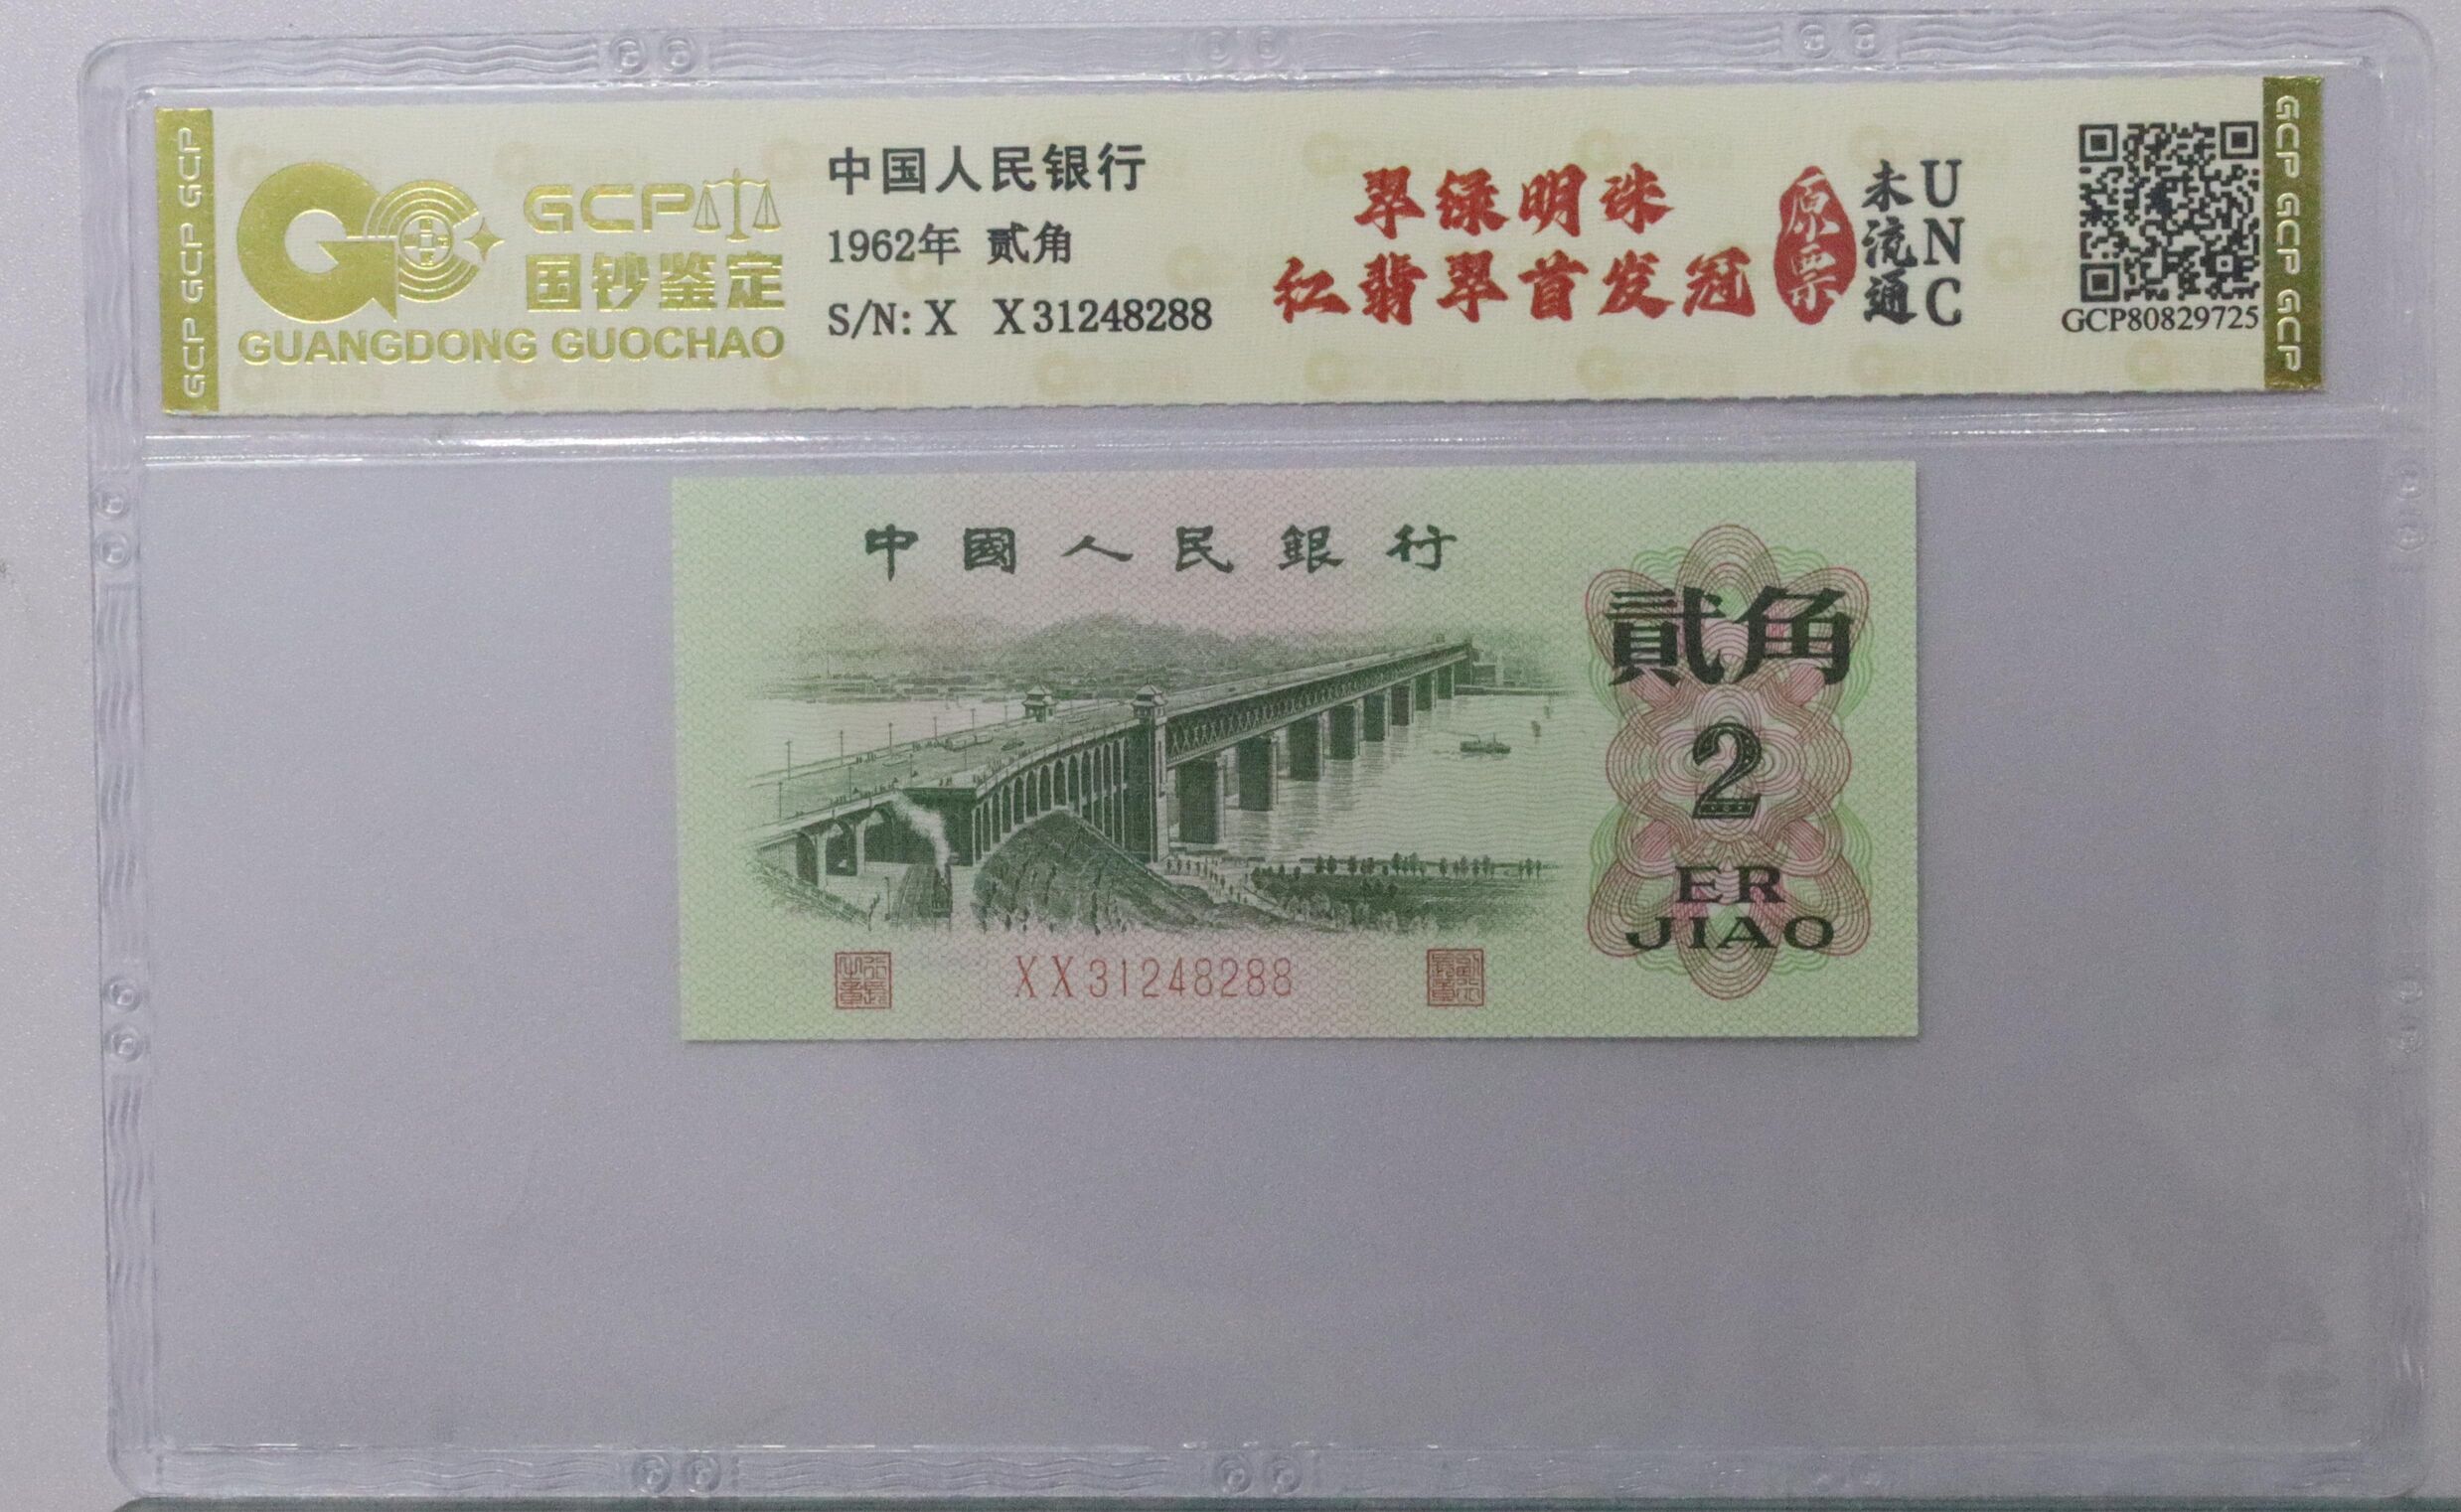 GCP GCP GCP
GCP
国钞鉴定
GUANGDONG GUOCHAO
中国人民银行
1962年 贰角
S/N: X X31248288
翠绿明珠
红翡翠首发冠
原票
未流通
UNC
GCP80829725
GCP GCP GCP
中國人民銀行
貳角
2
ER
JIAO
XX31248288